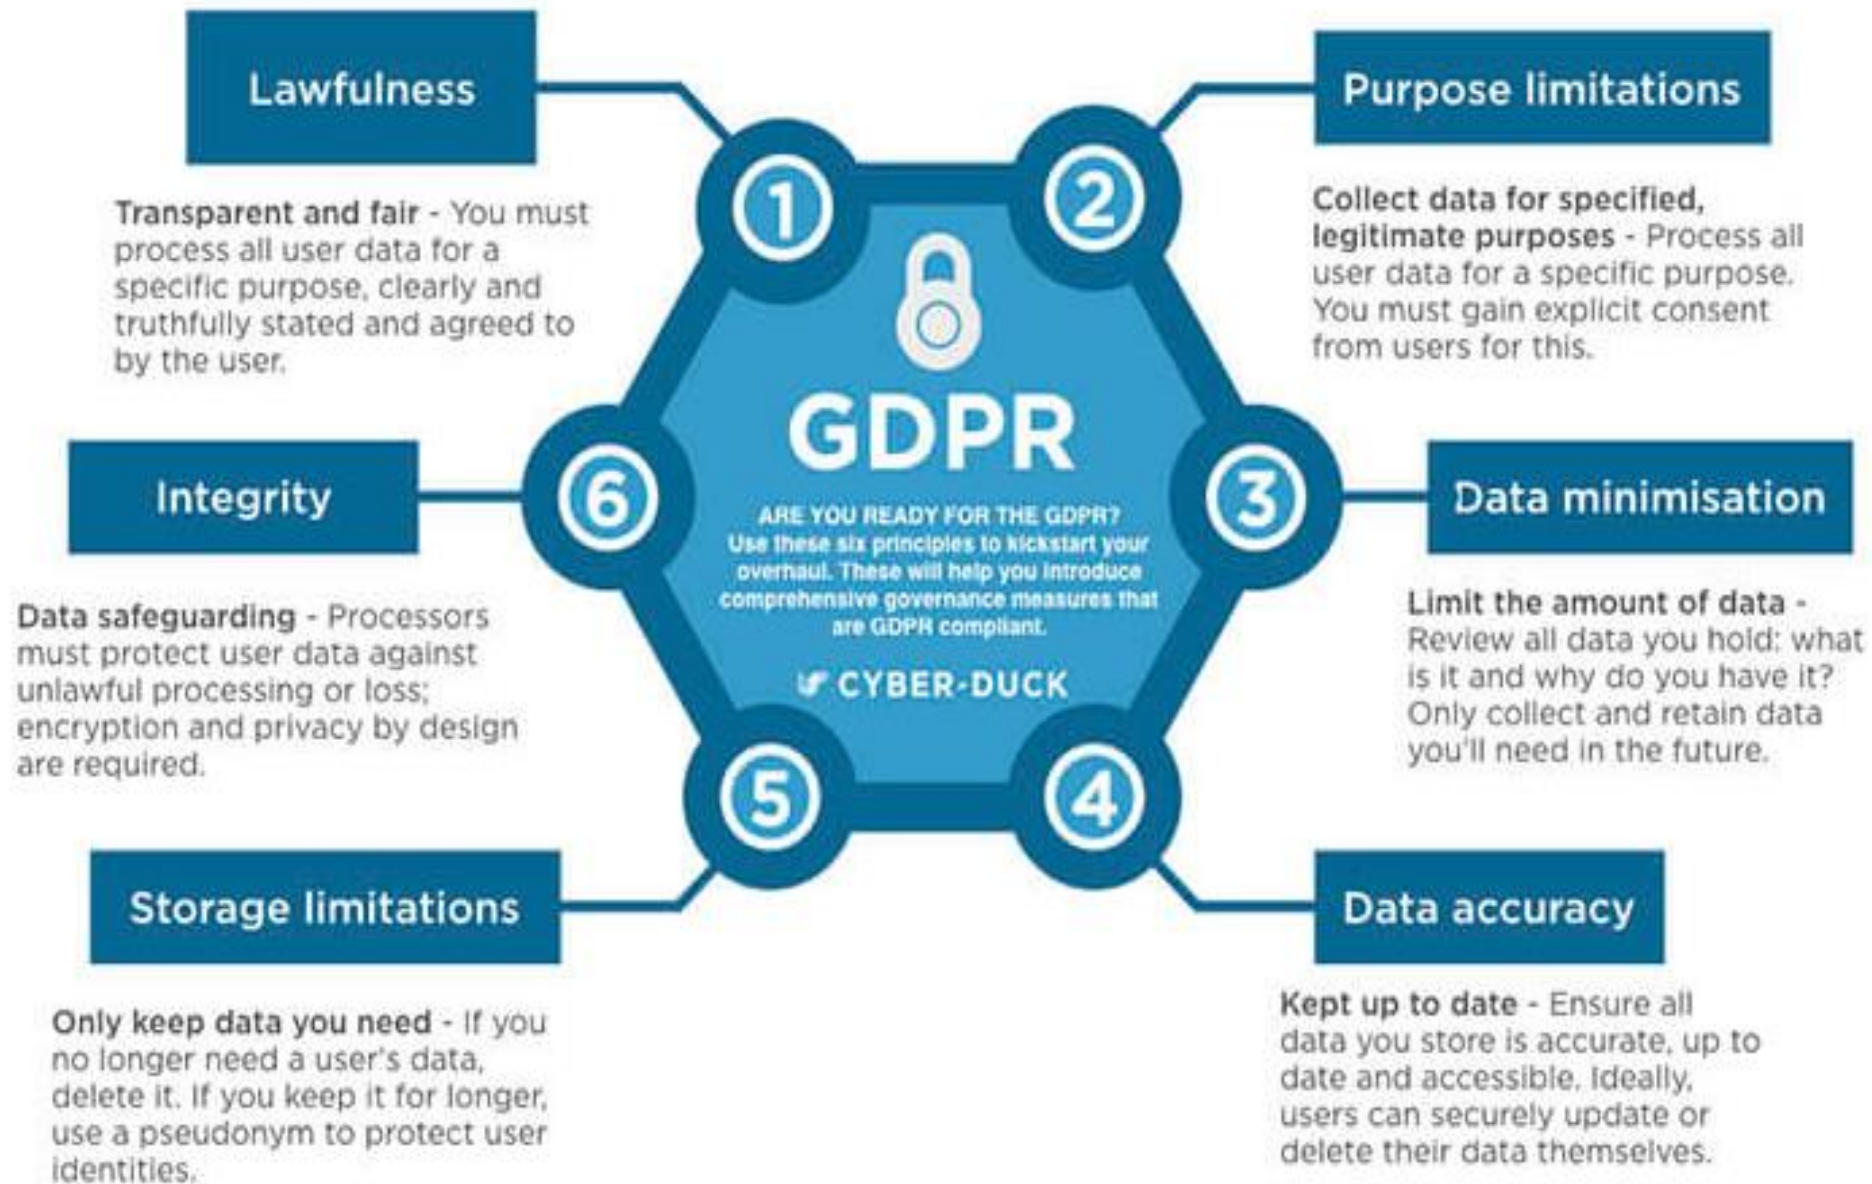 Lawfulness
Transparent and fair - You must
process all user data for a
specific purpose, clearly and
truthfully stated and agreed to
by the user.
1
2
Purpose limitations
Collect data for specified,
legitimate purposes - Process all
user data for a specific purpose.
You must gain explicit consent
from users for this.
GDPR
ARE YOU READY FOR THE GDPR?
Use these six principles to kickstart your
overhaul. These will help you introduce
comprehensive governance measures that
are GDPR compliant.
CYBER-DUCK
3
Data minimisation
Limit the amount of data -
Review all data you hold: what
is it and why do you have it?
Only collect and retain data
you'll need in the future.
4
Data accuracy
Kept up to date - Ensure all
data you store is accurate, up to
date and accessible. Ideally,
users can securely update or
delete their data themselves.
5
Storage limitations
Only keep data you need - If you
no longer need a user's data,
delete it. If you keep it for longer,
use a pseudonym to protect user
identities.
6
Integrity
Data safeguarding - Processors
must protect user data against
unlawful processing or loss;
encryption and privacy by design
are required.